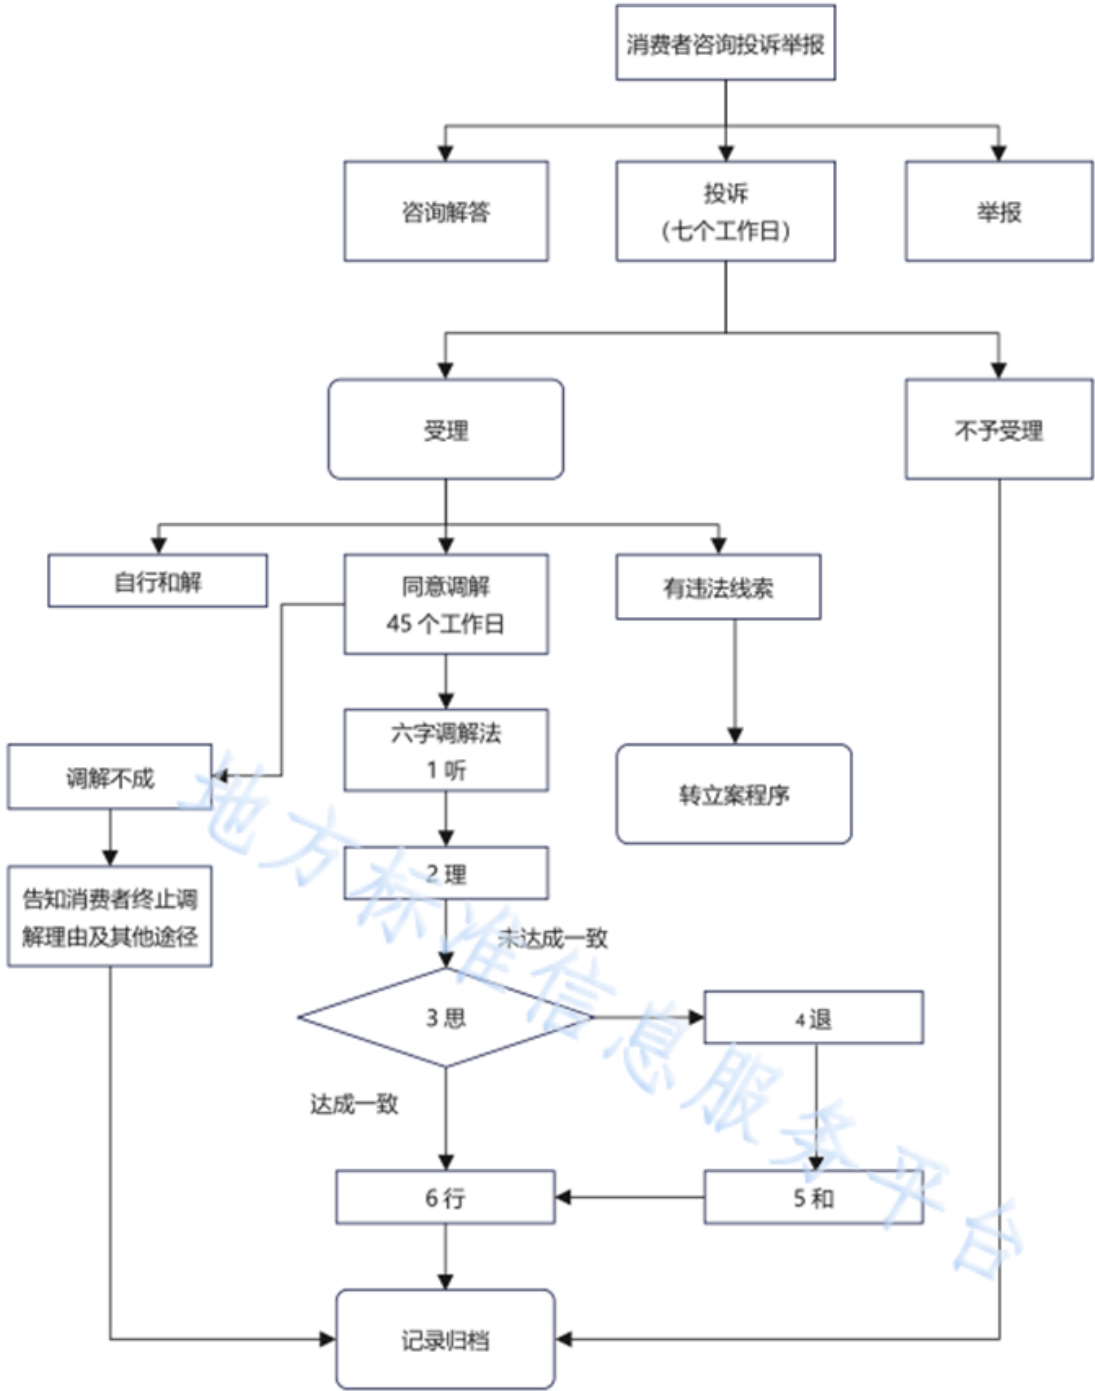 消费者咨询投诉举报
咨询解答
投诉
（七个工作日）
举报
受理
不予受理
自行和解
同意调解
45 个工作日
有违法线索
六字调解法
1 听
调解不成
转立案程序
2 理
告知消费者终止调
解理由及其他途径
未达成一致
3 思
4 退
达成一致
6 行
5 和
记录归档
地方标准信息服务平台